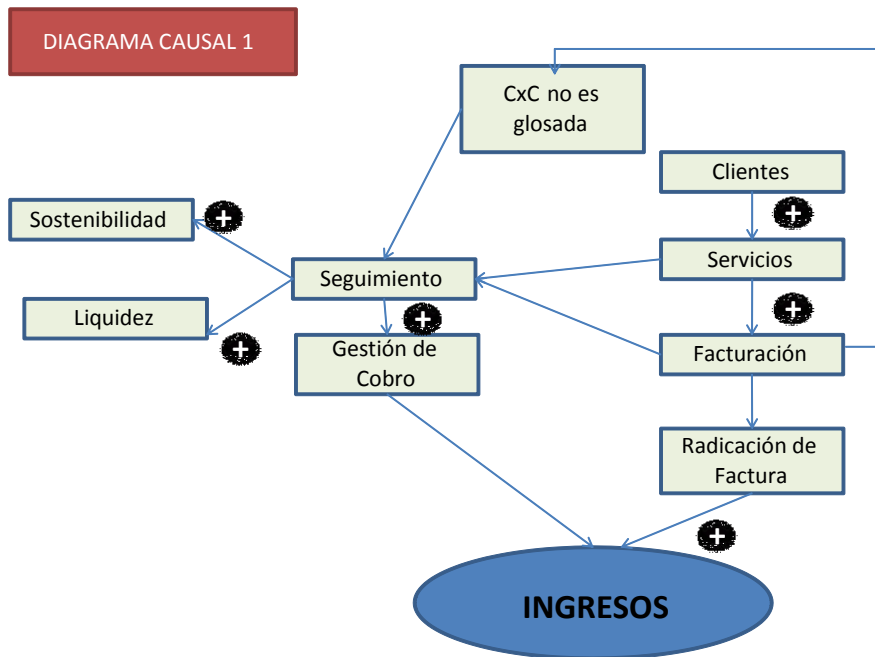 DIAGRAMA CAUSAL 1
CxC no es
glosada
Clientes
+
Sostenibilidad
+
Servicios
Seguimiento
+
Liquidez
+
+
Gestión de
Cobro
Facturación
Radicación de
Factura
+
INGRESOS